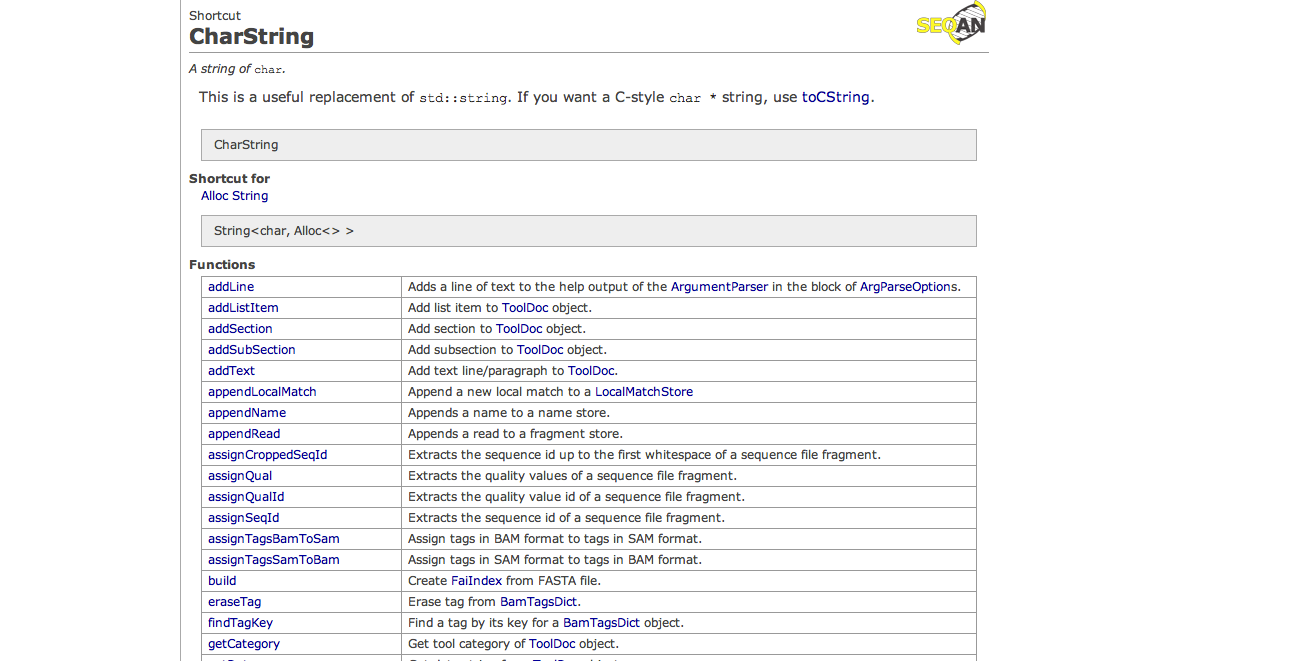 Shortcut
CharString
SEQAN
A string of char.
This is a useful replacement of std::string. If you want a C-style char * string, use toCString.
CharString
Shortcut for
Alloc String
String<char, Alloc<> >
Functions
addLine Adds a line of text to the help output of the ArgumentParser in the block of ArgParseOptions.
addListItem Add list item to ToolDoc object.
addSection Add section to ToolDoc object.
addSubSection Add subsection to ToolDoc object.
addText Add text line/paragraph to ToolDoc.
appendLocalMatch Append a new local match to a LocalMatchStore
appendName Appends a name to a name store.
appendRead Appends a read to a fragment store.
assignCroppedSeqId Extracts the sequence id up to the first whitespace of a sequence file fragment.
assignQual Extracts the quality values of a sequence file fragment.
assignQualId Extracts the quality value id of a sequence file fragment.
assignSeqId Extracts the sequence id of a sequence file fragment.
assignTagsBamToSam Assign tags in BAM format to tags in SAM format.
assignTagsSamToBam Assign tags in SAM format to tags in BAM format.
build Create FaiIndex from FASTA file.
eraseTag Erase tag from BamTagsDict.
findTagKey Find a tag by its key for a BamTagsDict object.
getCategory Get tool category of ToolDoc object.